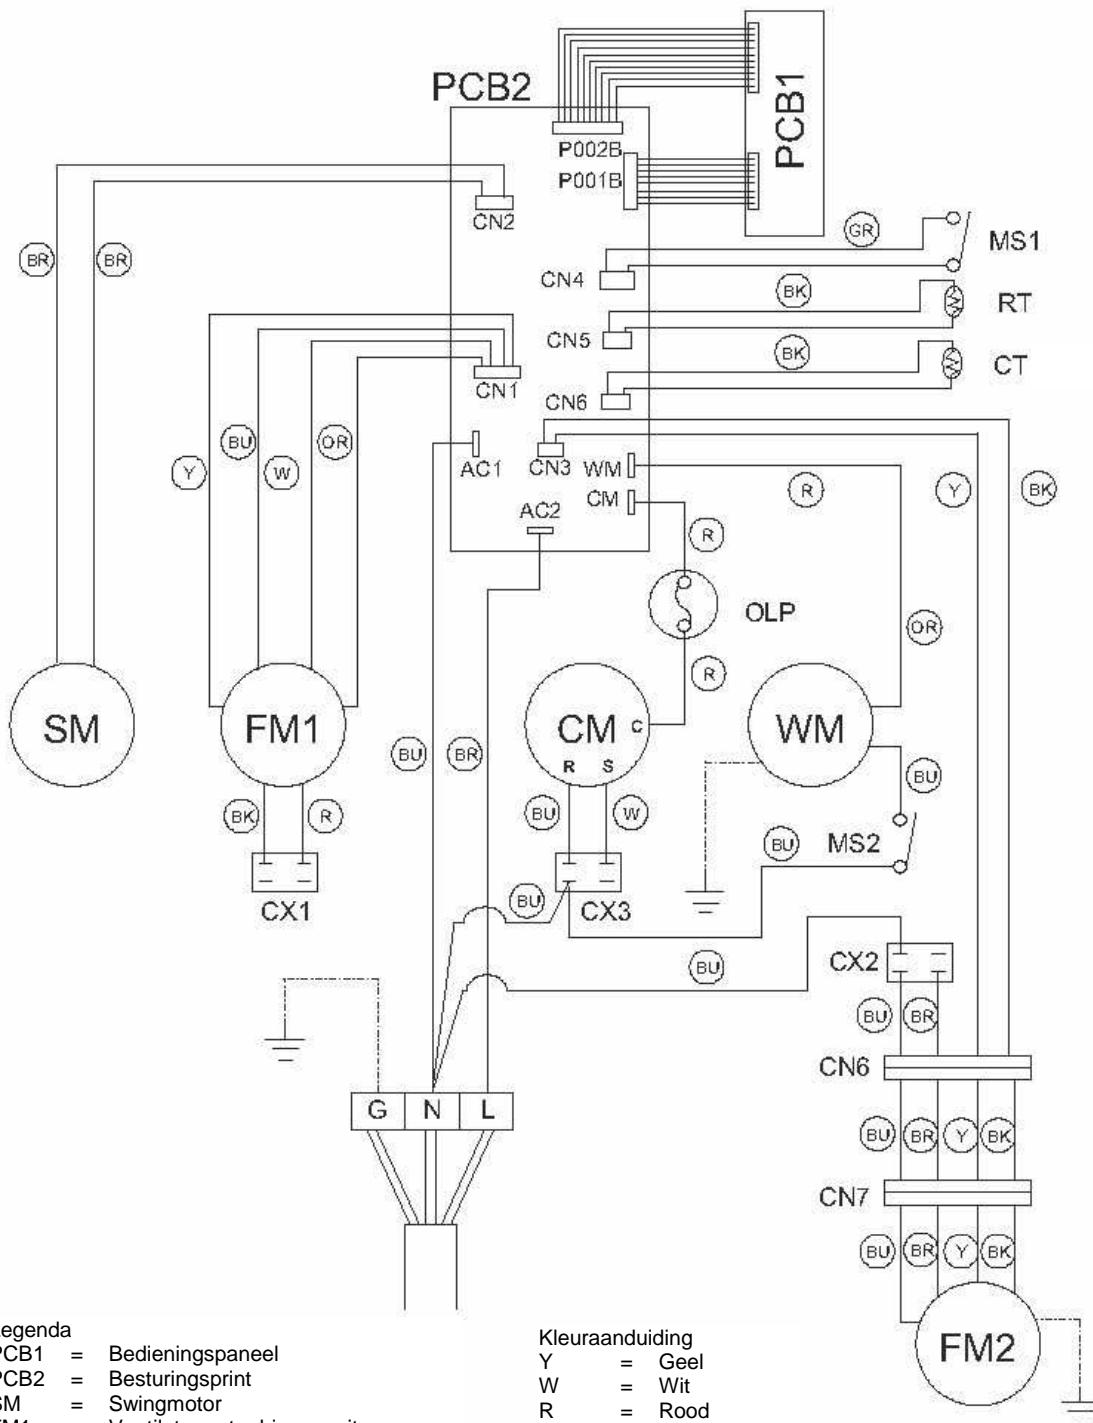 PCB2
PCB1
P002B
P001B
CN2
GR
MS1
CN4
BR
BR
BK
RT
CN5
BK
CT
CN1
CN6
Y
BU
W
OR
AC1
CN3
WM
CM
AC2
R
Y
BK
R
OLP
OR
R
SM
FM1
CM
C
R
S
WM
BU
BR
BU
BK
R
BU
W
BU
MS2
CX1
BU
CX3
BU
CX2
BU
BR
CN6
G
N
L
BU
BR
Y
BK
CN7
BU
BR
Y
BK
FM2
PCB1 = Bedieningspaneel
PCB2 = Besturingsprint
SM = Swingmotor
Kleuraanduiding
Y = Geel
W = Wit
R = Rood